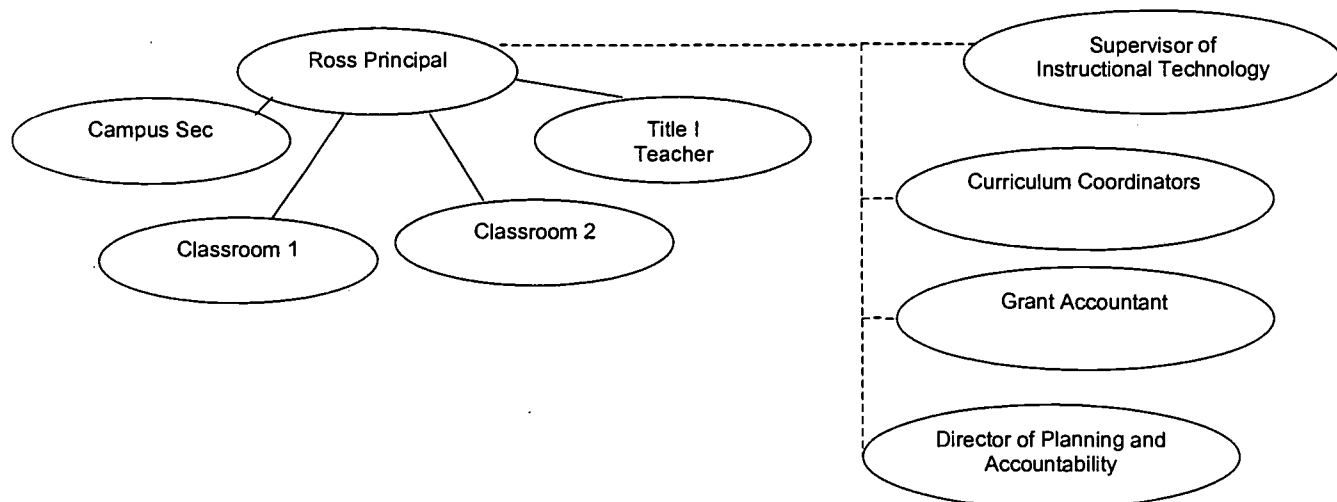 Ross Principal
Supervisor of
Instructional Technology
Campus Sec
Title I
Teacher
Curriculum Coordinators
Classroom 1
Classroom 2
Grant Accountant
Director of Planning and
Accountability